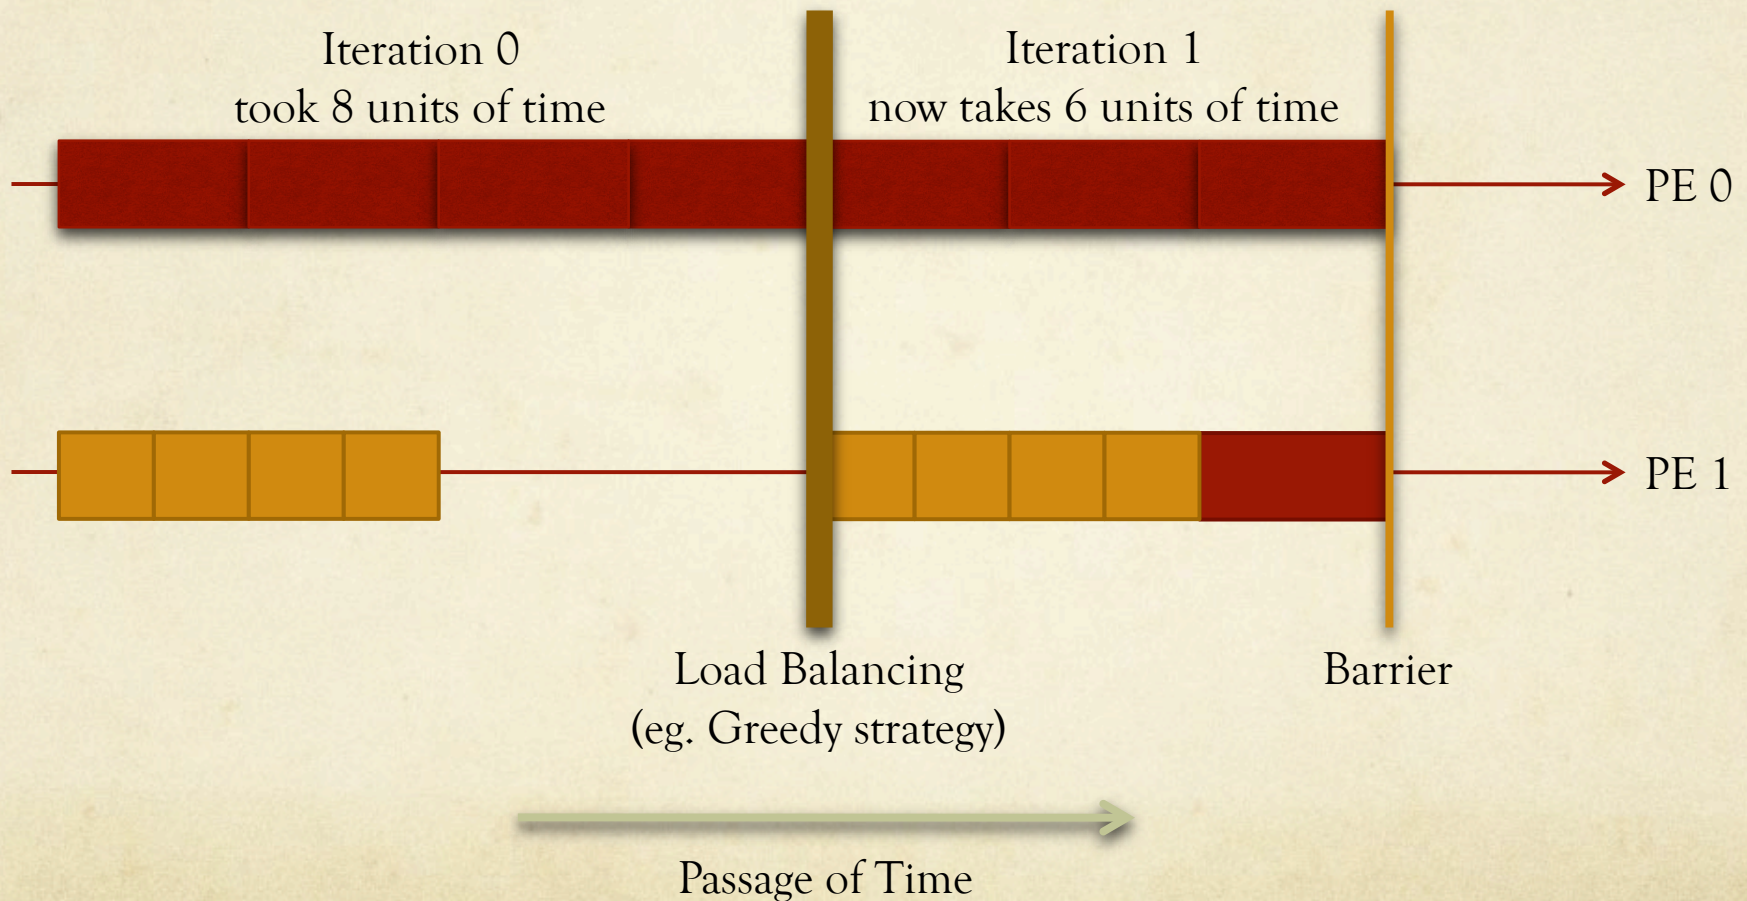 Iteration 0
took 8 units of time
Iteration 1
now takes 6 units of time
PE 0
PE 1
Load Balancing
(eg. Greedy strategy)
Barrier
Passage of Time